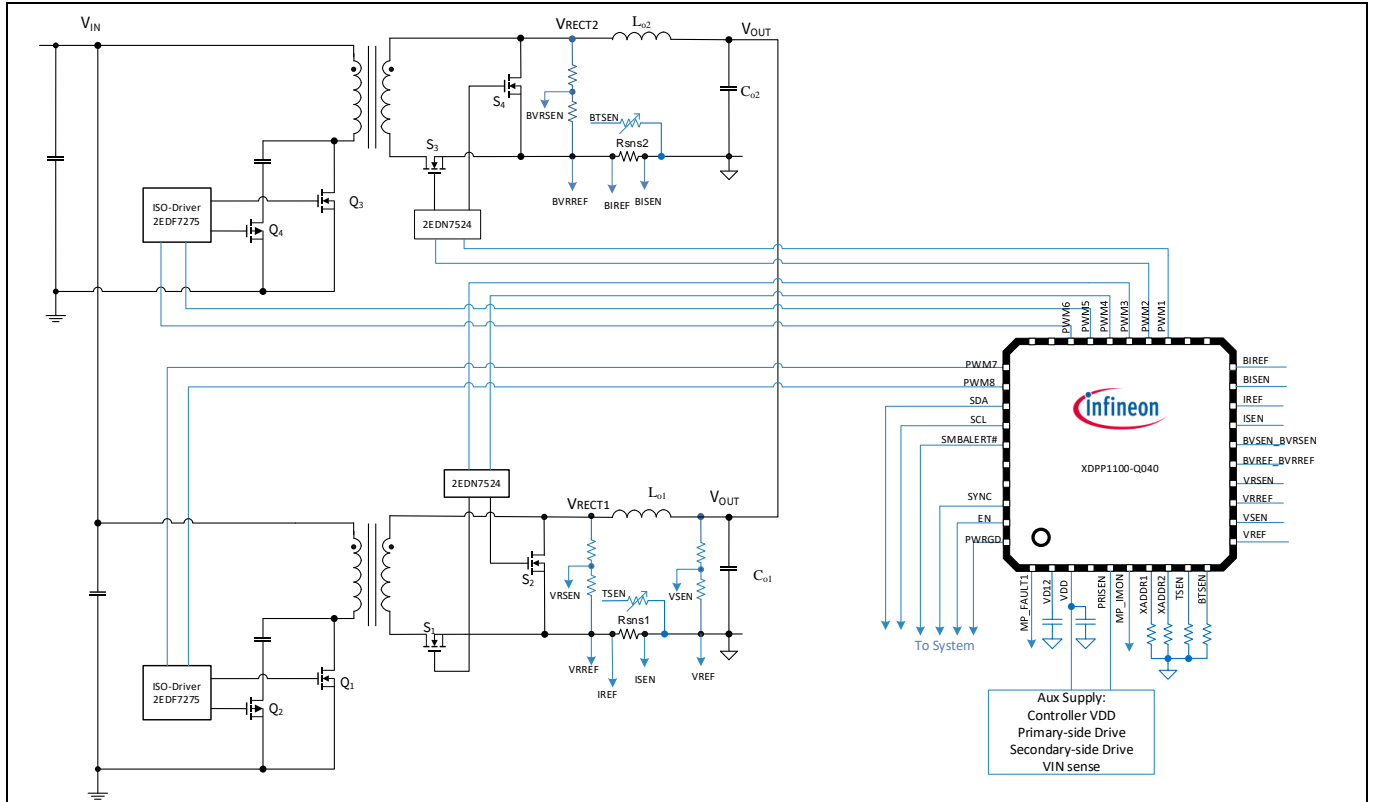 VIN
VRECT2
Lo2
VOUT
S4
Co2
BVRSEN
BTSEN
S3
Rsns2
ISO-Driver
2EDF7275
Q3
Q4
BVRREF
BIREF
BISEN
2EDN7524
PWM6
PWM5
PWM4
PWM3
PWM2
PWM1
PWM7
PWM8
SDA
SCL
SMBALERT#
SYNC
EN
PWRGD
infineon
XDPP1100-Q040
BIREF
BISEN
IREF
ISEN
BVSEN_BVRSEN
BVREF_BVRREF
VRSEN
VRREF
VSEN
VREF
MP_FAULT1
VD12
VDD
PRISEN
MP_IMON
XADDR1
XADDR2
TSEN
BTSEN
To System
2EDN7524
VRECT1
Lo1
VOUT
S2
Co1
VRSEN
TSEN
VSEN
S1
Rsns1
VRREF
IREF
ISEN
VREF
ISO-Driver
2EDF7275
Q1
Q2
Aux Supply:
Controller VDD
Primary-side Drive
Secondary-side Drive
VIN sense